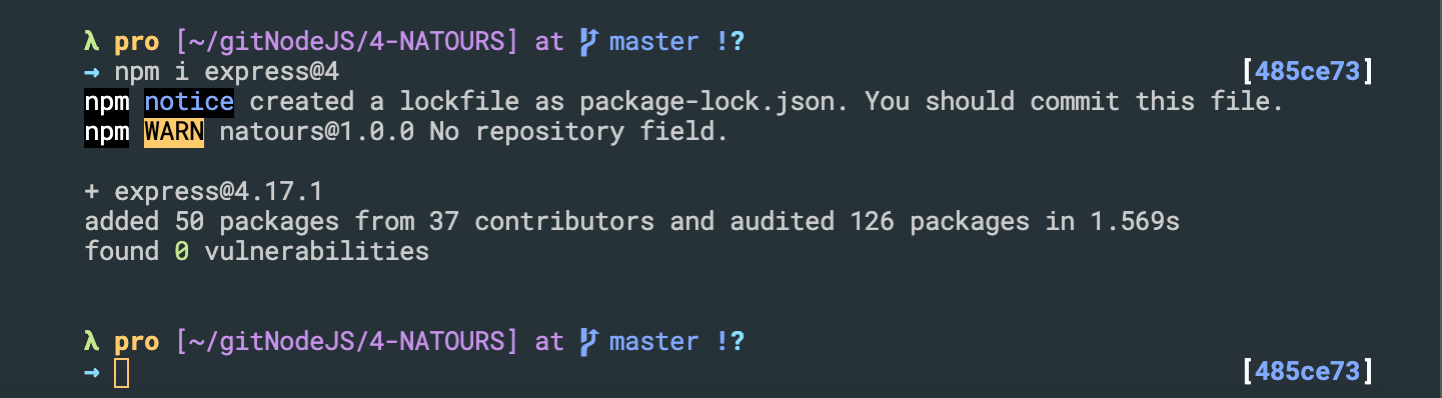 λ pro [~/gitNodeJS/4-NATOURS] at master !?
→ npm i express@4 [485ce73]
npm notice created a lockfile as package-lock.json. You should commit this file.
npm WARN natours@1.0.0 No repository field.
+ express@4.17.1
added 50 packages from 37 contributors and audited 126 packages in 1.569s
found 0 vulnerabilities
λ pro [~/gitNodeJS/4-NATOURS] at master !?
→ [485ce73]